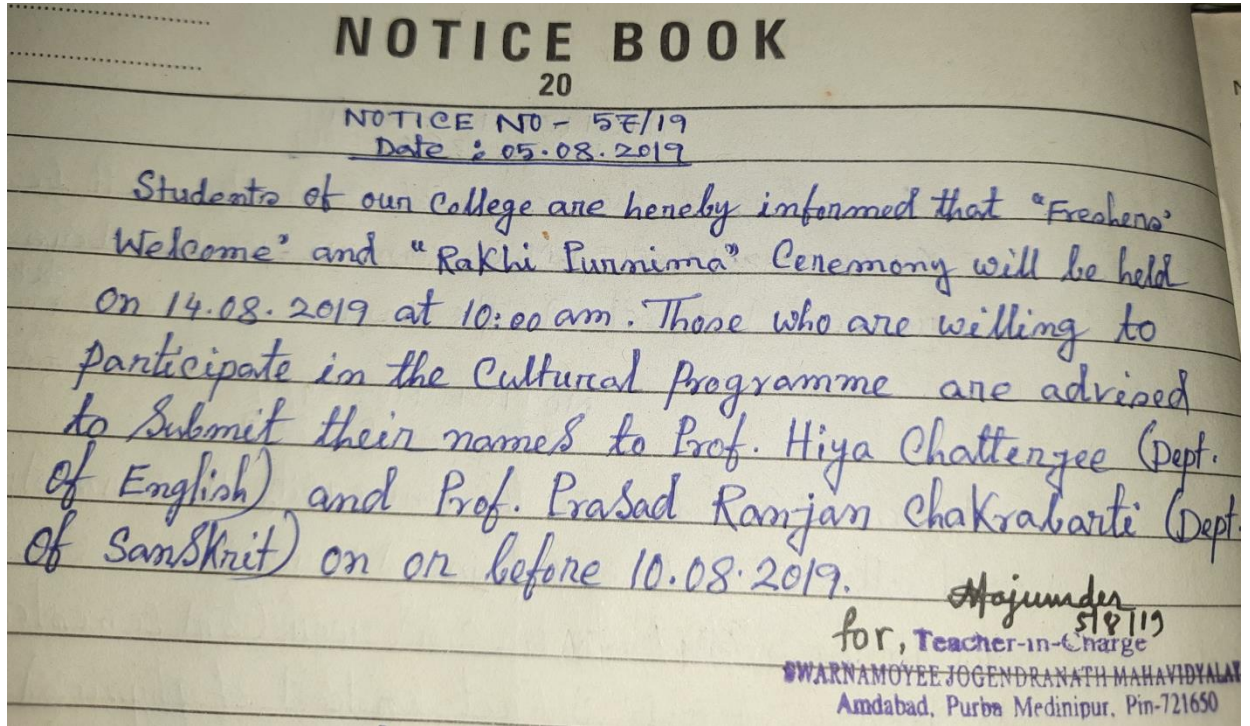 NOTICE BOOK
20
NOTICE NO - 57/19
Date : 05.08.2019
Students of our College are hereby informed that "Freshers'
Welcome" and "Rakhi Purnima" Ceremony will be held
on 14.08.2019 at 10:00 am. Those who are willing to
participate in the Cultural Programme are advised
to Submit their names to Prof. Hiya Chatterjee (Dept.
of English) and Prof. Prasad Ranjan Chakrabarti (Dept.
of Sanskrit) on or before 10.08.2019.
Majumder
5/8/19
for, Teacher-in-Charge
SWARNAMOYEE JOGENDRANATH MAHAVIDYALAY
Amdabad, Purba Medinipur, Pin-721650